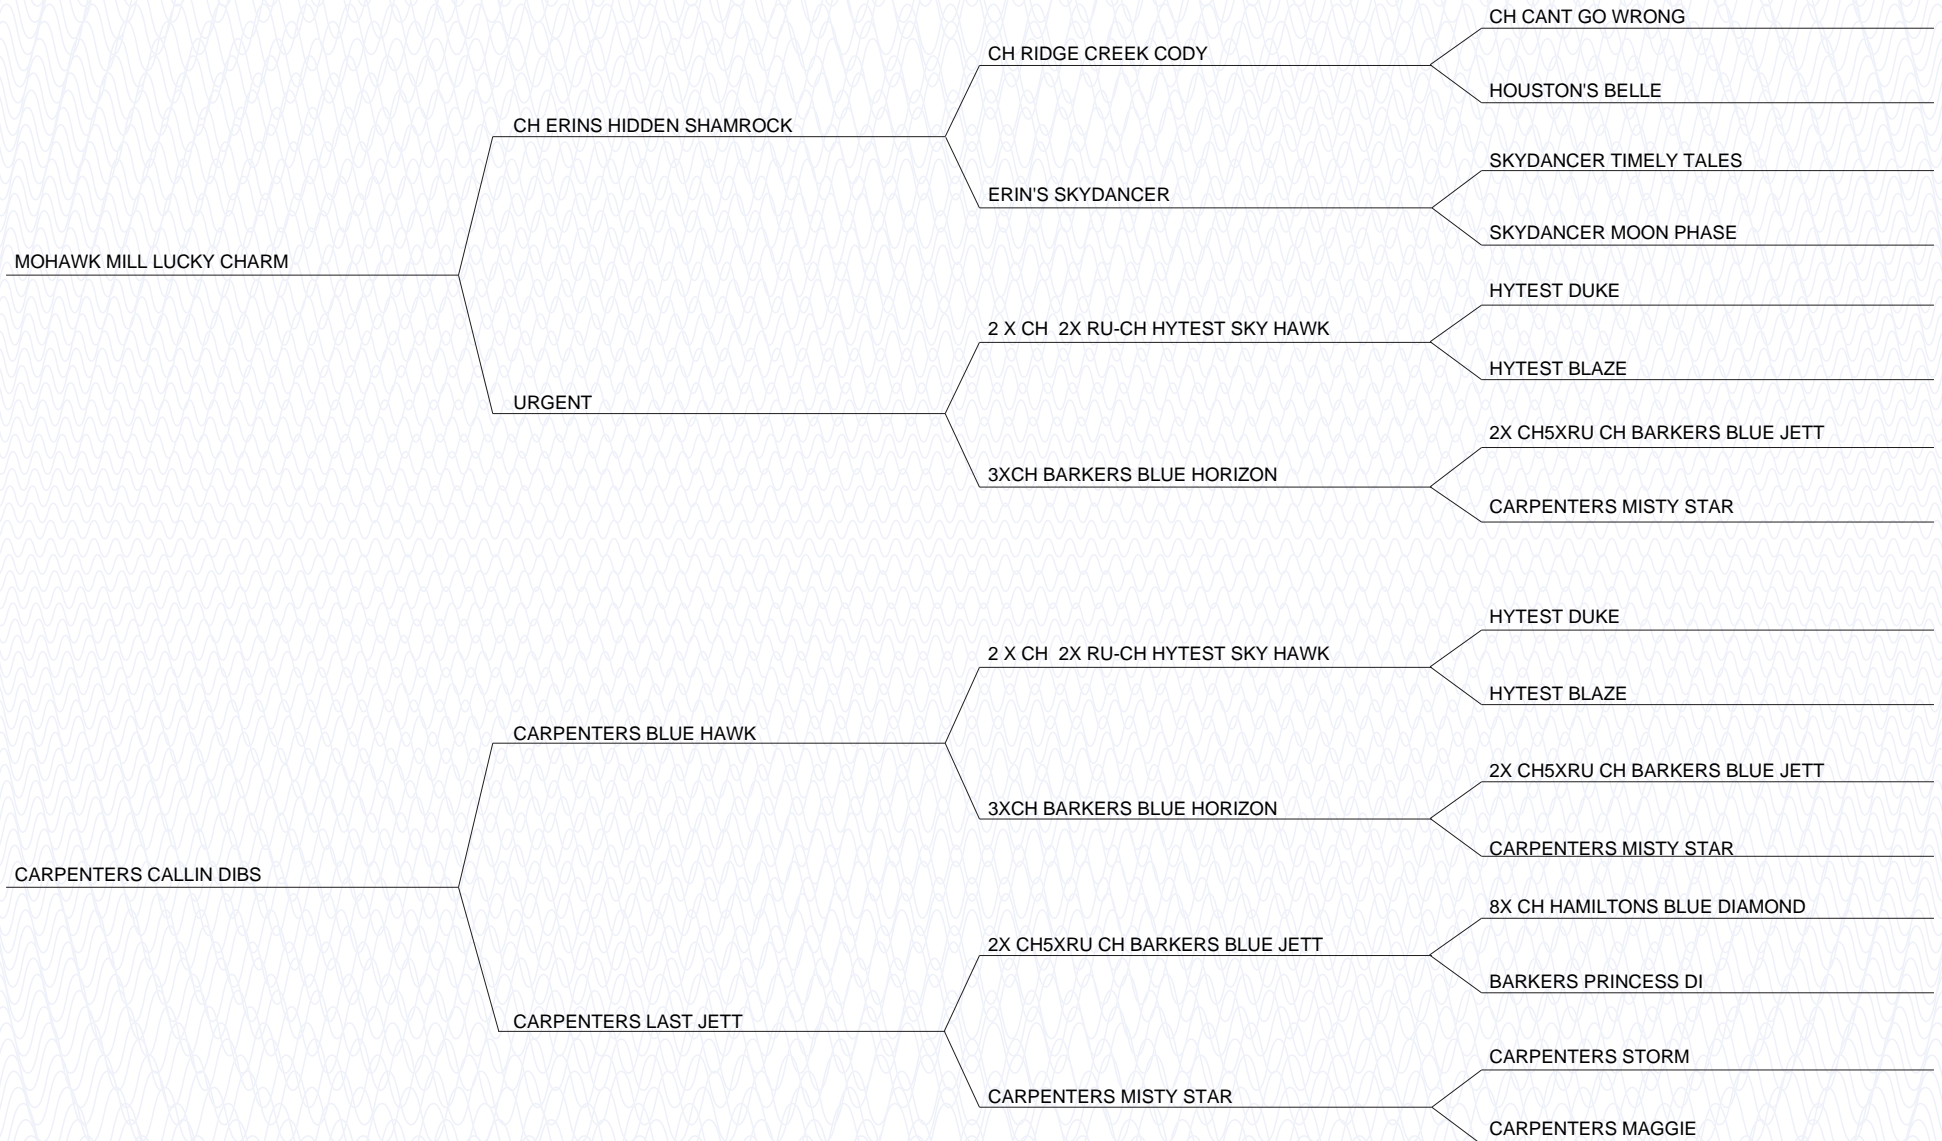 CH CANT GO WRONG
CH RIDGE CREEK CODY
HOUSTON'S BELLE
CH ERINS HIDDEN SHAMROCK
SKYDANCER TIMELY TALES
ERIN'S SKYDANCER
SKYDANCER MOON PHASE
MOHAWK MILL LUCKY CHARM
HYTEST DUKE
2 X CH  2X RU-CH HYTEST SKY HAWK
HYTEST BLAZE
URGENT
2X CH5XRU CH BARKERS BLUE JETT
3XCH BARKERS BLUE HORIZON
CARPENTERS MISTY STAR
HYTEST DUKE
2 X CH  2X RU-CH HYTEST SKY HAWK
HYTEST BLAZE
CARPENTERS BLUE HAWK
2X CH5XRU CH BARKERS BLUE JETT
3XCH BARKERS BLUE HORIZON
CARPENTERS MISTY STAR
CARPENTERS CALLIN DIBS
8X CH HAMILTONS BLUE DIAMOND
2X CH5XRU CH BARKERS BLUE JETT
BARKERS PRINCESS DI
CARPENTERS LAST JETT
CARPENTERS STORM
CARPENTERS MISTY STAR
CARPENTERS MAGGIE